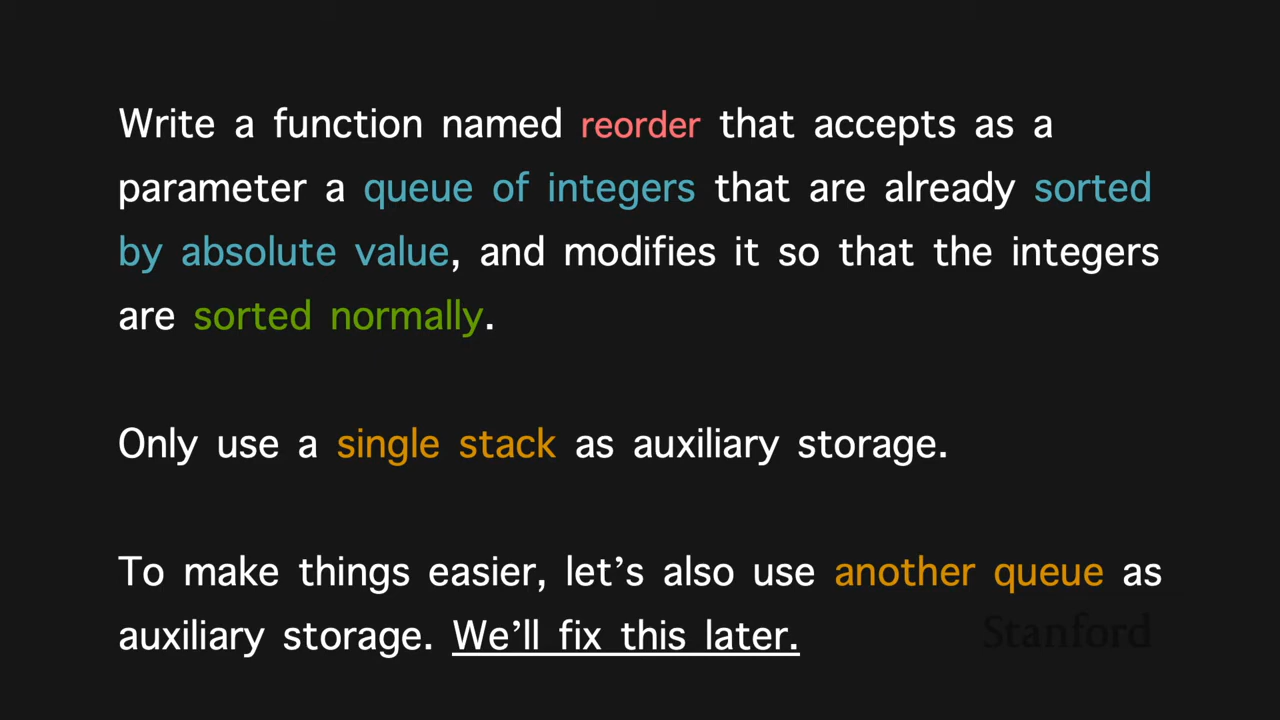 Write a function named reorder that accepts as a
parameter a queue of integers that are already sorted
by absolute value, and modifies it so that the integers
are sorted normally.
Only use a single stack as auxiliary storage.
To make things easier, let's also use another queue as
auxiliary storage. We'll fix this later.
Stanford